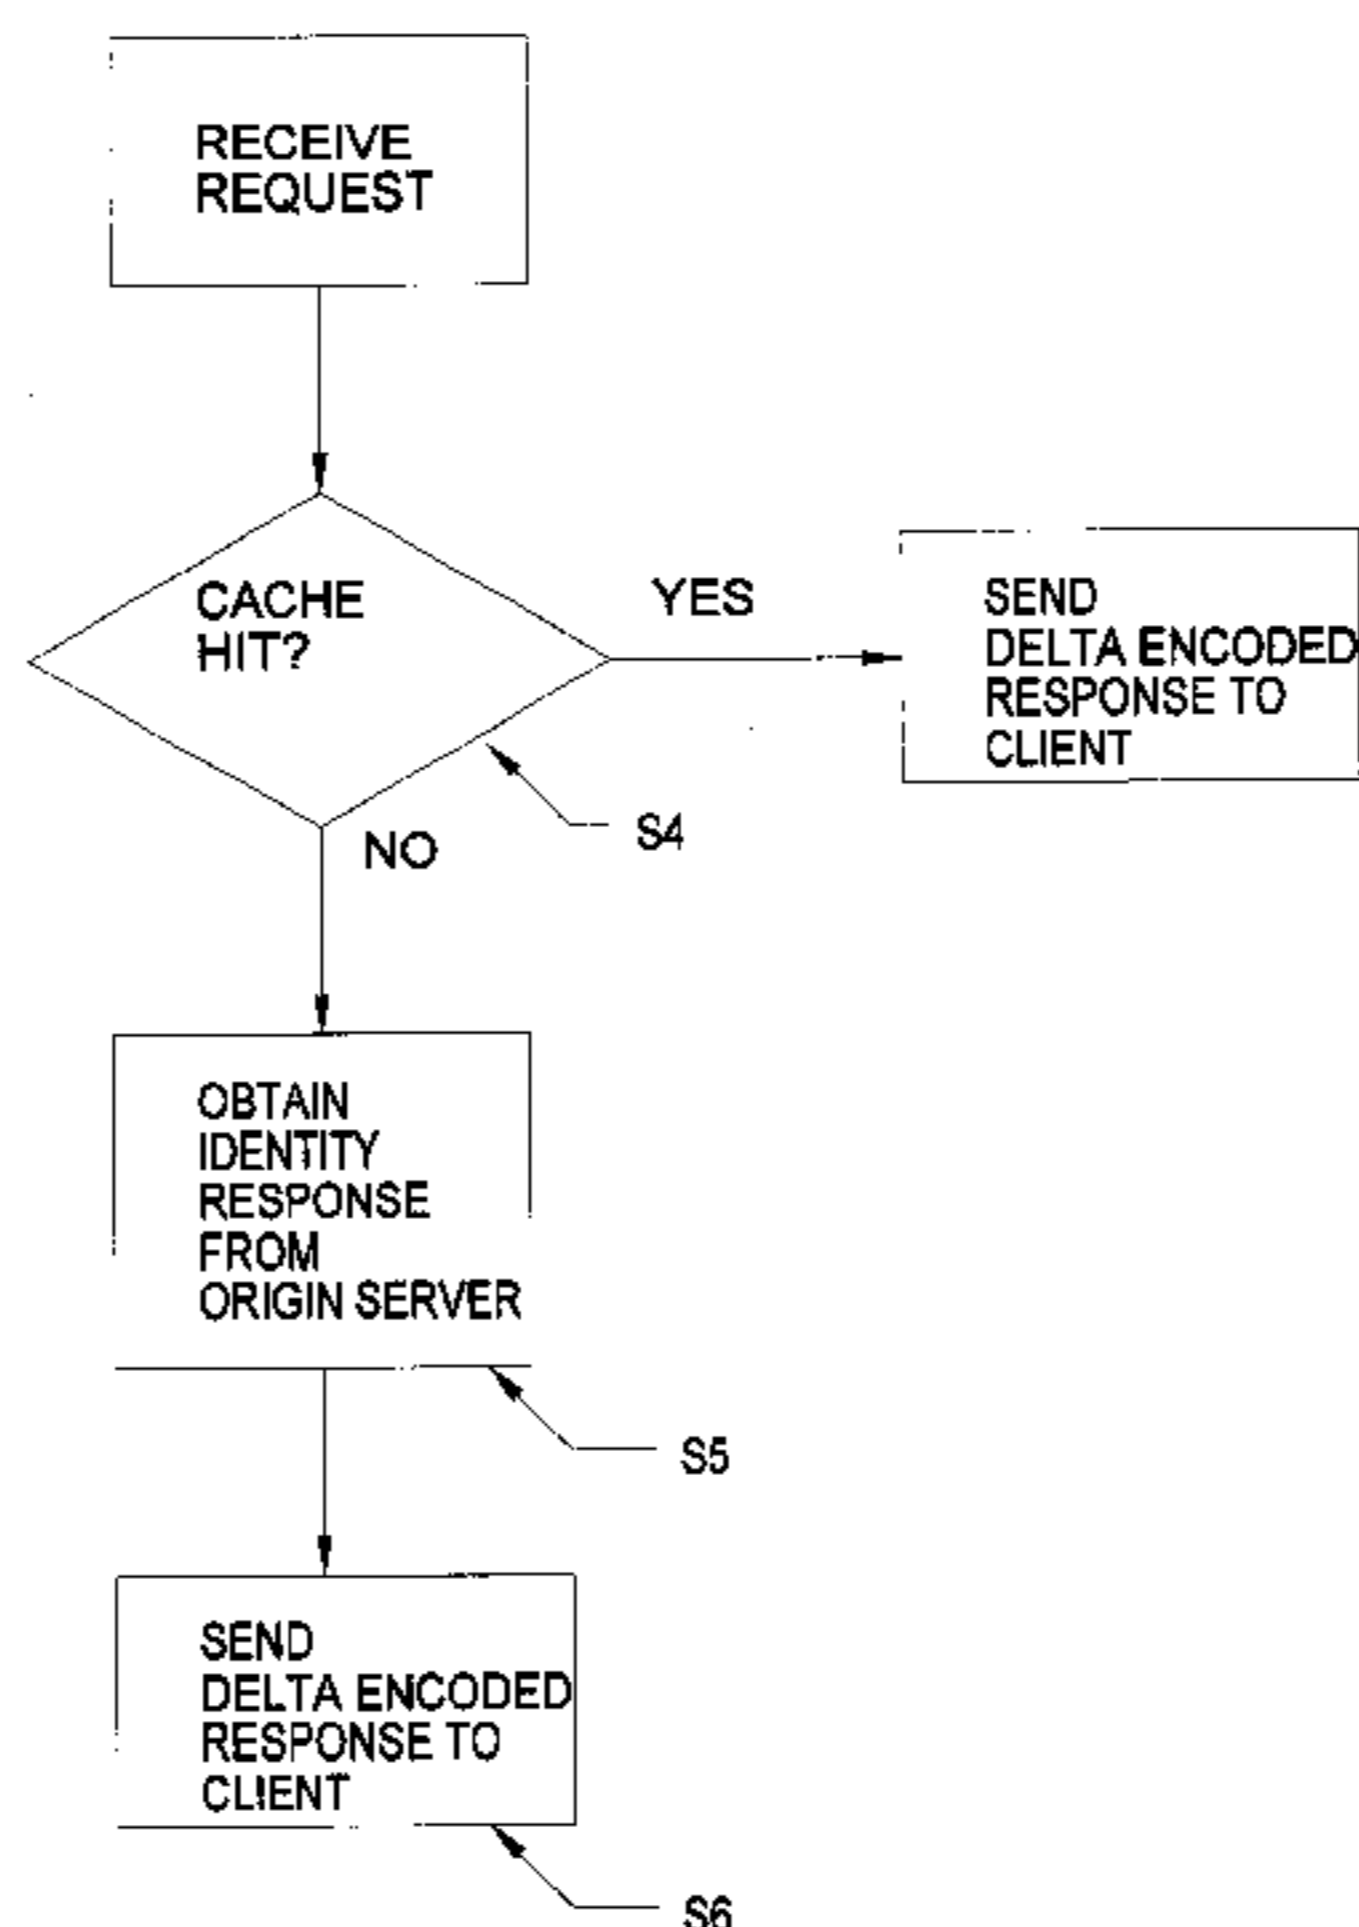 RECEIVE
REQUEST
CACHE
HIT?
YES
SEND
DELTA ENCODED
RESPONSE TO
CLIENT
S4
NO
OBTAIN
IDENTITY
RESPONSE
FROM
ORIGIN SERVER
S5
SEND
DELTA ENCODED
RESPONSE TO
CLIENT
S6